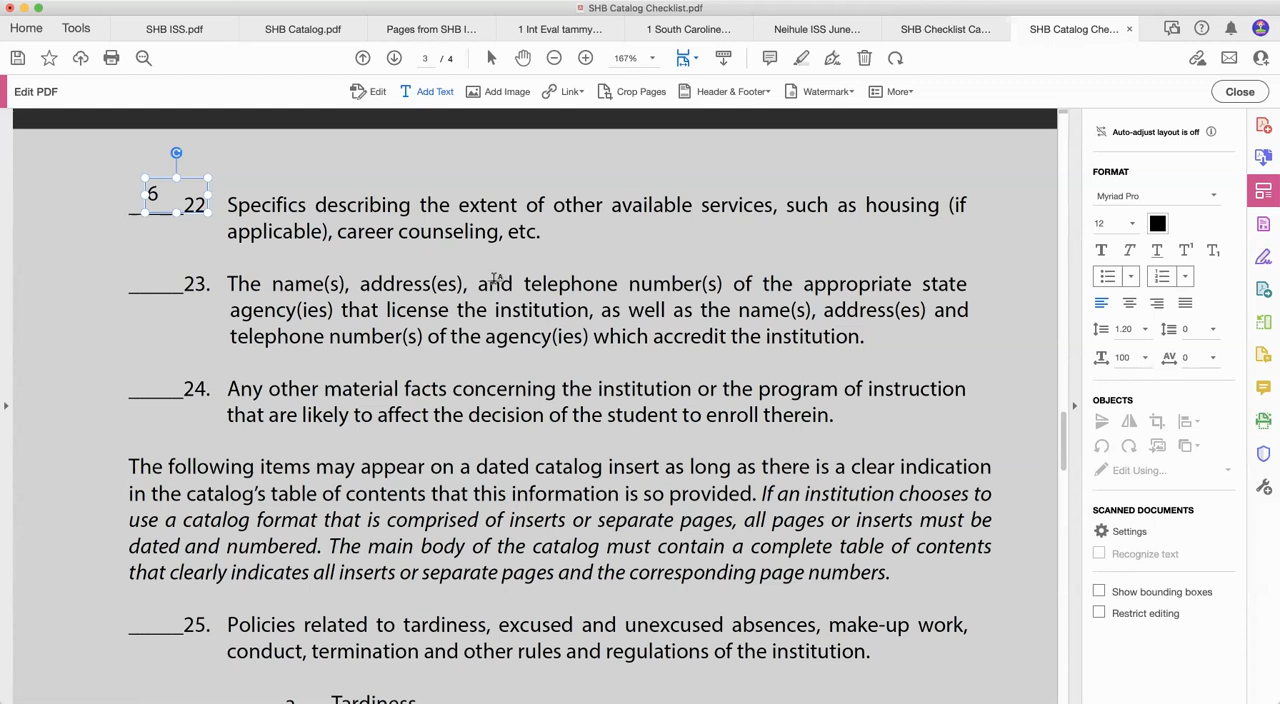 SHB Catalog Checklist.pdf
Home Tools SHB ISS.pdf SHB Catalog.pdf Pages from SHB I... 1 Int Eval tammy... 1 South Caroline... Neihule ISS June... SHB Checklist Ca... SHB Catalog Che... ×
3 / 4 167%
Edit PDF Edit Add Text Add Image Link Crop Pages Header & Footer Watermark More Close
6
______22 Specifics describing the extent of other available services, such as housing (if
applicable), career counseling, etc.
______23. The name(s), address(es), and telephone number(s) of the appropriate state
agency(ies) that license the institution, as well as the name(s), address(es) and
telephone number(s) of the agency(ies) which accredit the institution.
______24. Any other material facts concerning the institution or the program of instruction
that are likely to affect the decision of the student to enroll therein.
The following items may appear on a dated catalog insert as long as there is a clear indication
in the catalog's table of contents that this information is so provided. If an institution chooses to
use a catalog format that is comprised of inserts or separate pages, all pages or inserts must be
dated and numbered. The main body of the catalog must contain a complete table of contents
that clearly indicates all inserts or separate pages and the corresponding page numbers.
______25. Policies related to tardiness, excused and unexcused absences, make-up work,
conduct, termination and other rules and regulations of the institution.
a. Tardiness
Auto-adjust layout is off
FORMAT
Myriad Pro
12
T T T T¹ T₁
1.20 0
100 AV 0
OBJECTS
Edit Using...
SCANNED DOCUMENTS
Settings
Recognize text
Show bounding boxes
Restrict editing